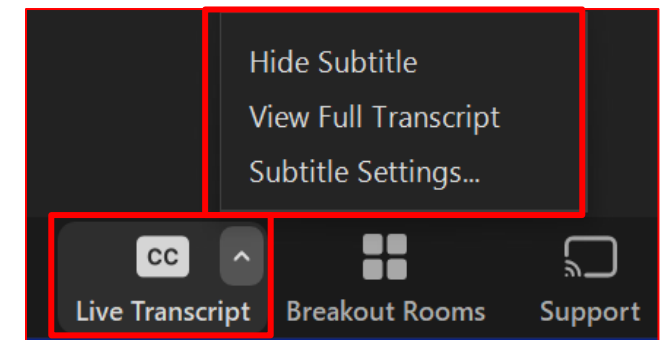 Hide Subtitle
View Full Transcript
Subtitle Settings...
CC
Live Transcript
Breakout Rooms
Support